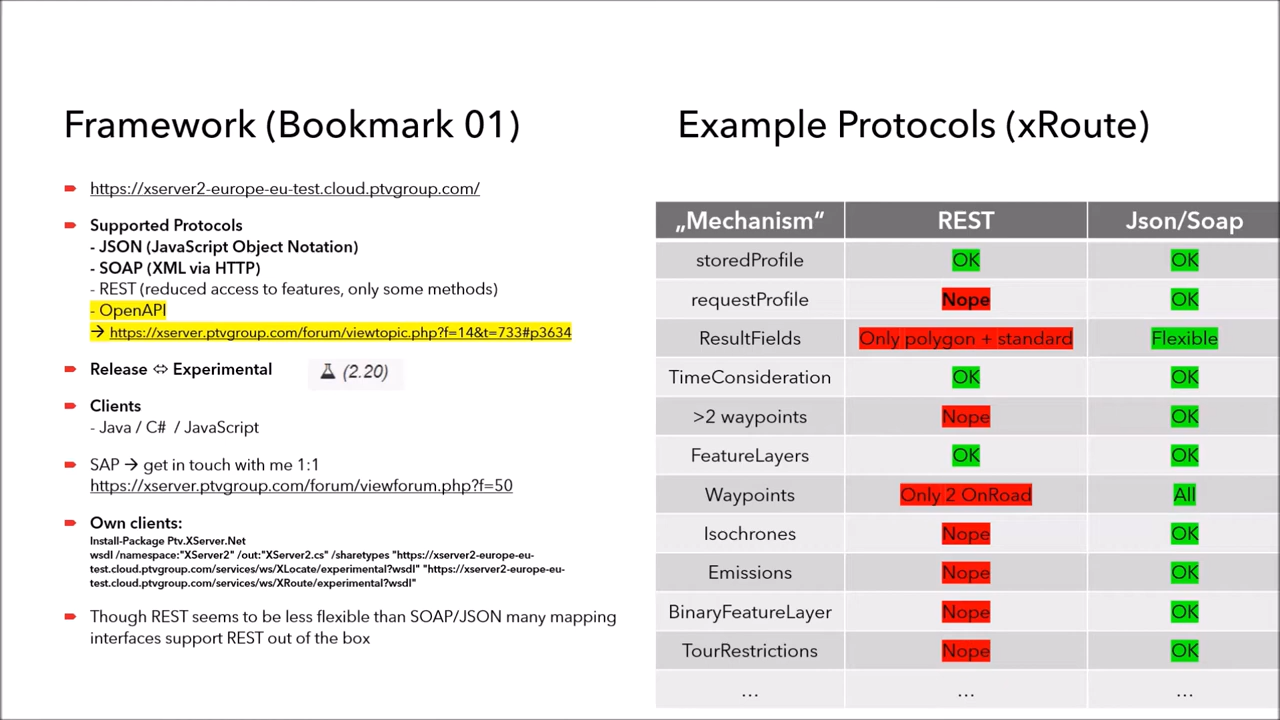 Framework (Bookmark 01)
https://xserver2-europe-eu-test.cloud.ptvgroup.com/
Supported Protocols
- JSON (JavaScript Object Notation)
- SOAP (XML via HTTP)
- REST (reduced access to features, only some methods)
- OpenAPI
→ https://xserver.ptvgroup.com/forum/viewtopic.php?f=14&t=733#p3634
Release ⇔ Experimental (2.20)
Clients
- Java / C# / JavaScript
SAP → get in touch with me 1:1
https://xserver.ptvgroup.com/forum/viewforum.php?f=50
Own clients:
Install-Package Ptv.XServer.Net
wsdl /namespace:"XServer2" /out:"XServer2.cs" /sharetypes "https://xserver2-europe-eu-
test.cloud.ptvgroup.com/services/ws/XLocate/experimental?wsdl" "https://xserver2-europe-eu-
test.cloud.ptvgroup.com/services/ws/XRoute/experimental?wsdl"
Though REST seems to be less flexible than SOAP/JSON many mapping
interfaces support REST out of the box
Example Protocols (xRoute)
„Mechanism“ REST Json/Soap
storedProfile OK OK
requestProfile Nope OK
ResultFields Only polygon + standard Flexible
TimeConsideration OK OK
>2 waypoints Nope OK
FeatureLayers OK OK
Waypoints Only 2 OnRoad All
Isochrones Nope OK
Emissions Nope OK
BinaryFeatureLayer Nope OK
TourRestrictions Nope OK
… … …